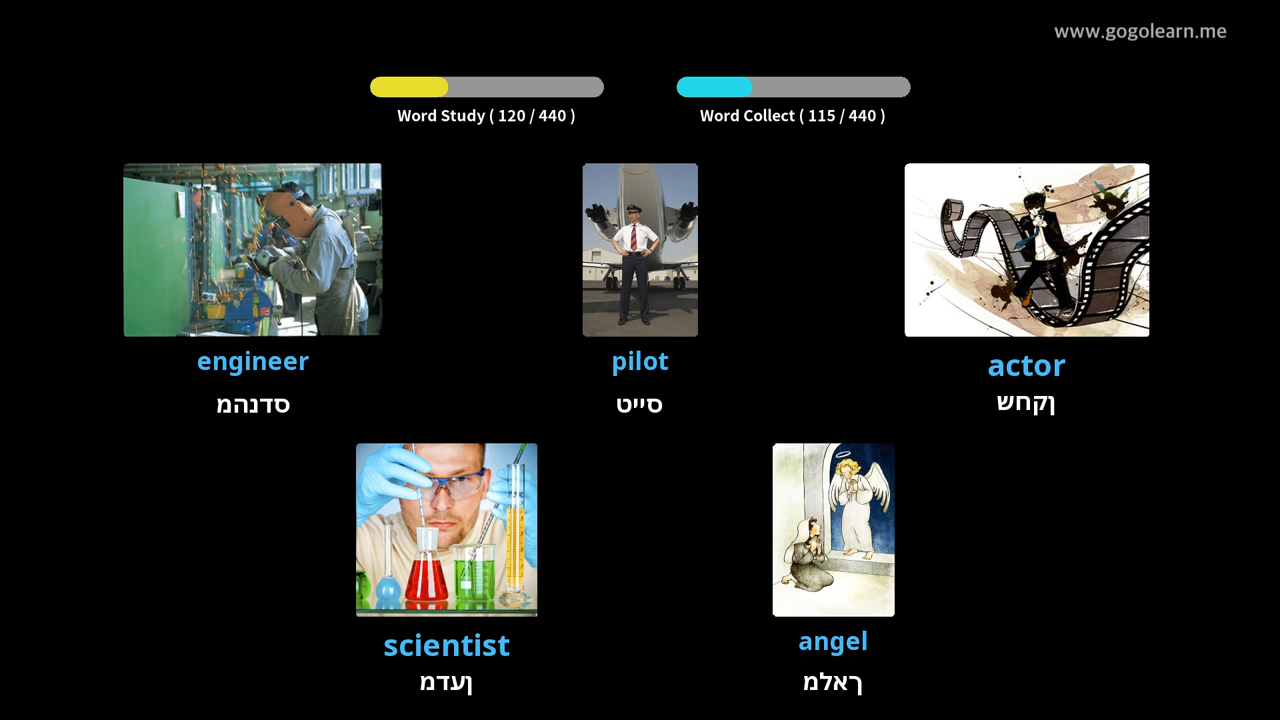 www.gogolearn.me
Word Study ( 120 / 440 )
Word Collect ( 115 / 440 )
engineer
מהנדס
pilot
טייס
actor
שחקן
scientist
מדען
angel
מלאך